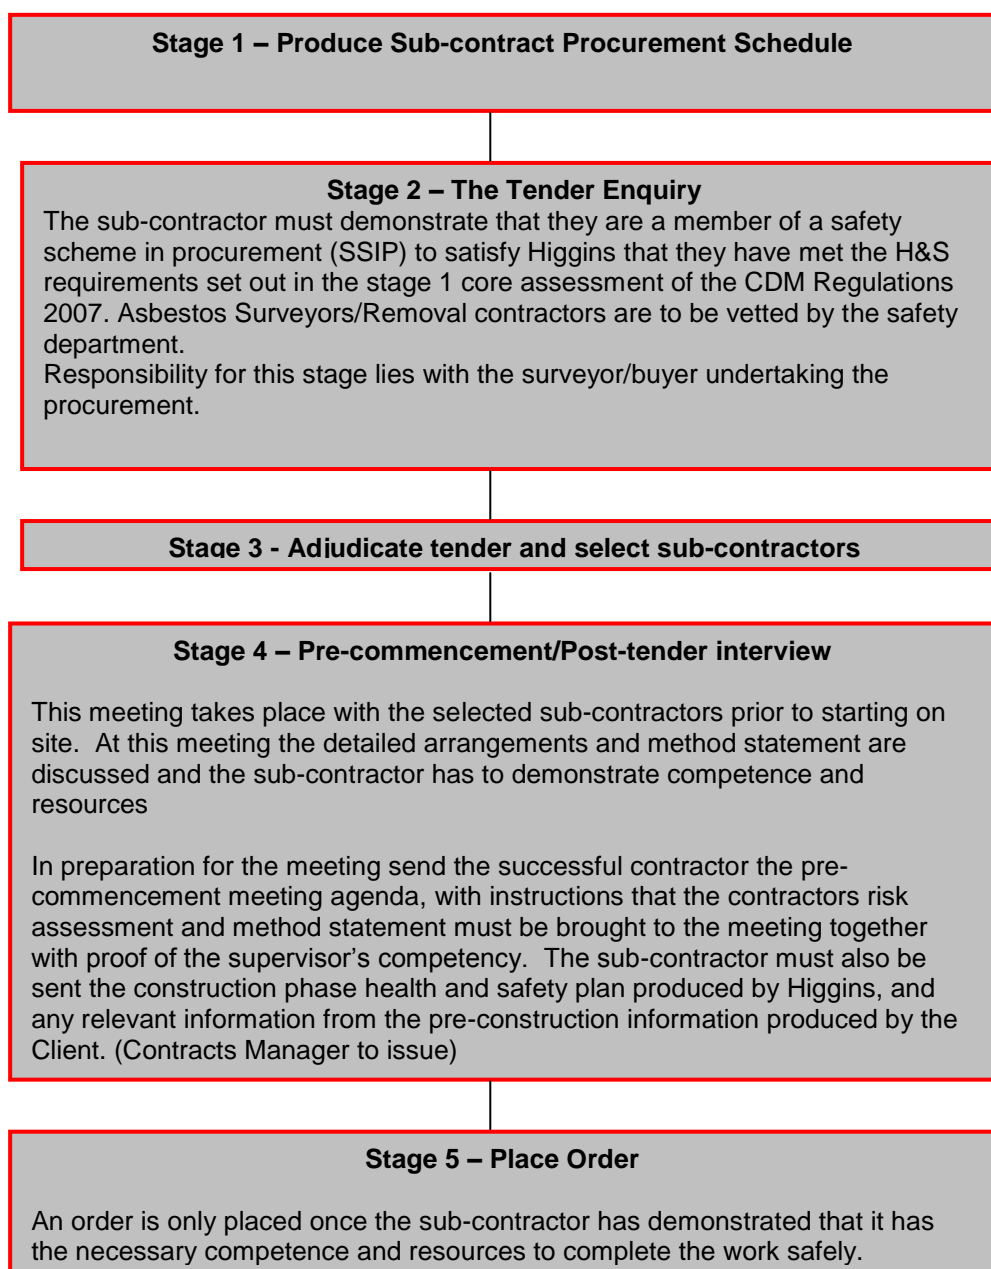 Stage 1 – Produce Sub-contract Procurement Schedule
Stage 2 – The Tender Enquiry
The sub-contractor must demonstrate that they are a member of a safety
scheme in procurement (SSIP) to satisfy Higgins that they have met the H&S
requirements set out in the stage 1 core assessment of the CDM Regulations
2007. Asbestos Surveyors/Removal contractors are to be vetted by the safety
department.
Responsibility for this stage lies with the surveyor/buyer undertaking the
procurement.
Stage 3 - Adjudicate tender and select sub-contractors
Stage 4 – Pre-commencement/Post-tender interview
This meeting takes place with the selected sub-contractors prior to starting on
site.  At this meeting the detailed arrangements and method statement are
discussed and the sub-contractor has to demonstrate competence and
resources
In preparation for the meeting send the successful contractor the pre-
commencement meeting agenda, with instructions that the contractors risk
assessment and method statement must be brought to the meeting together
with proof of the supervisor’s competency.  The sub-contractor must also be
sent the construction phase health and safety plan produced by Higgins, and
any relevant information from the pre-construction information produced by the
Client. (Contracts Manager to issue)
Stage 5 – Place Order
An order is only placed once the sub-contractor has demonstrated that it has
the necessary competence and resources to complete the work safely.